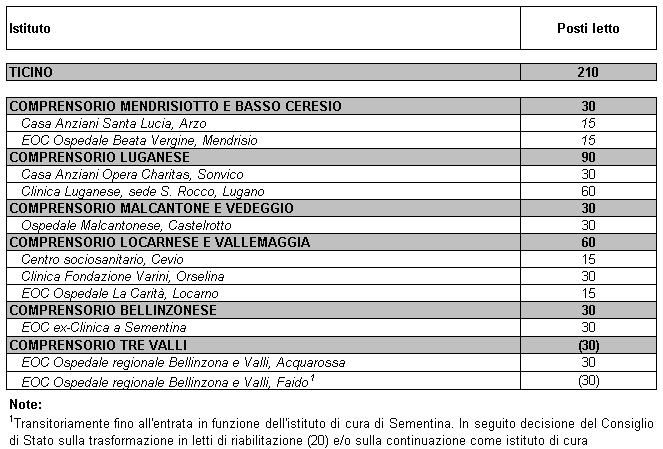 Istituto Posti letto
TICINO 210
COMPRENSORIO MENDRISIOTTO E BASSO CERESIO 30
Casa Anziani Santa Lucia, Arzo 15
EOC Ospedale Beata Vergine, Mendrisio 15
COMPRENSORIO LUGANESE 90
Casa Anziani Opera Charitas, Sonvico 30
Clinica Luganese, sede S. Rocco, Lugano 60
COMPRENSORIO MALCANTONE E VEDEGGIO 30
Ospedale Malcantonese, Castelrotto 30
COMPRENSORIO LOCARNESE E VALLEMAGGIA 60
Centro sociosanitario, Cevio 15
Clinica Fondazione Varini, Orselina 30
EOC Ospedale La Carità, Locarno 15
COMPRENSORIO BELLINZONESE 30
EOC ex-Clinica a Sementina 30
COMPRENSORIO TRE VALLI (30)
EOC Ospedale regionale Bellinzona e Valli, Acquarossa 30
EOC Ospedale regionale Bellinzona e Valli, Faido¹ (30)
Note:
¹Transitoriamente fino all'entrata in funzione dell'istituto di cura di Sementina. In seguito decisione del Consiglio
di Stato sulla trasformazione in letti di riabilitazione (20) e/o sulla continuazione come istituto di cura